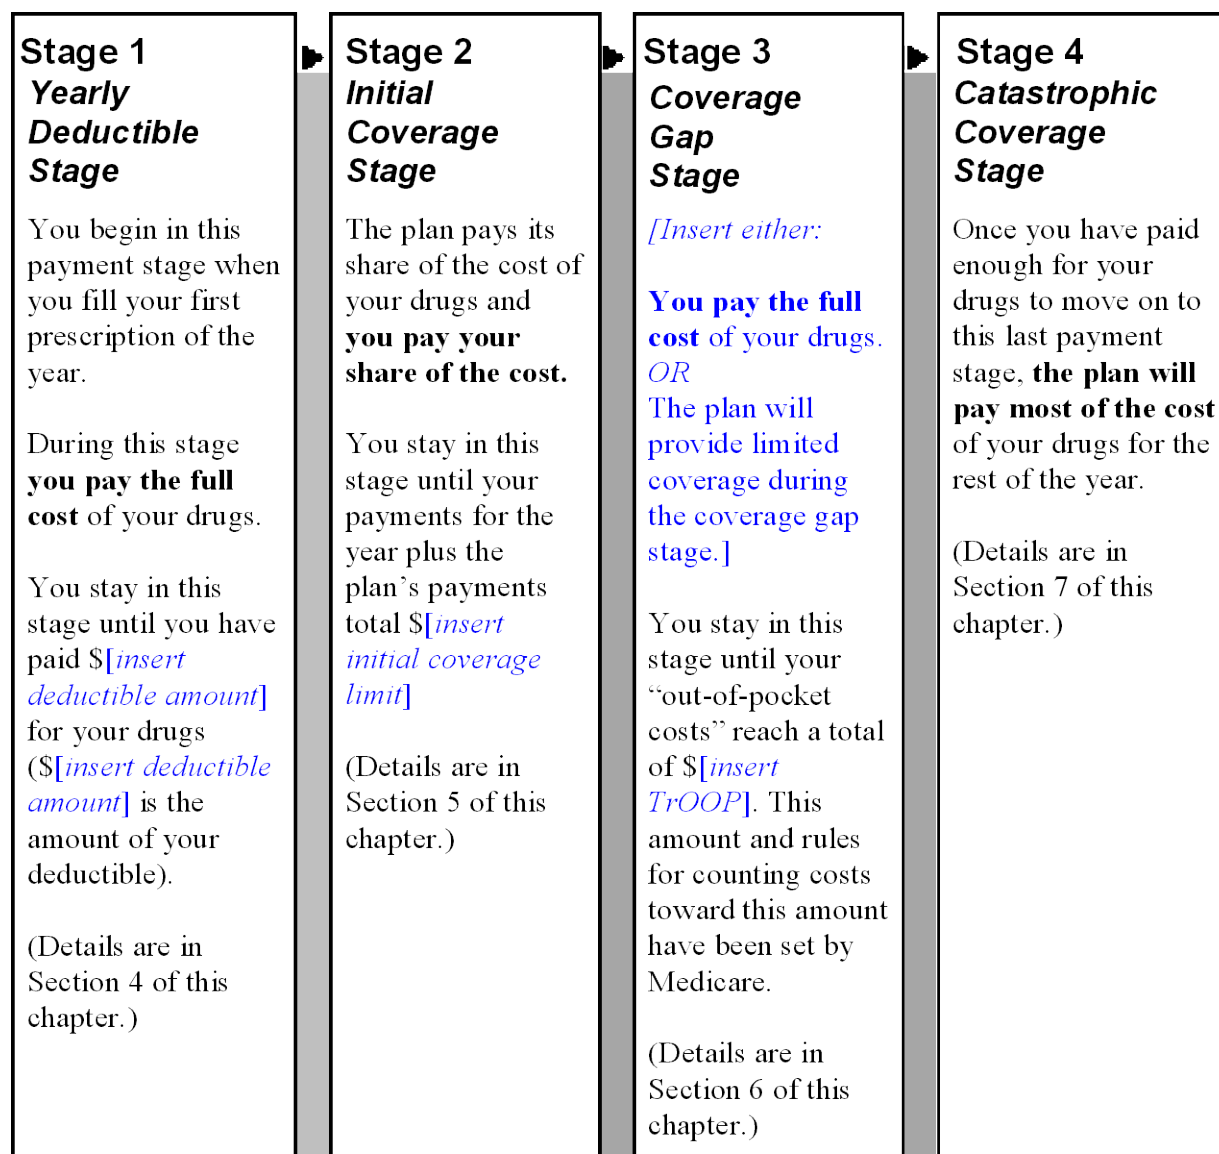 Stage 1
Yearly
Deductible
Stage
You begin in this
payment stage when
you fill your first
prescription of the
year.
During this stage
you pay the full
cost of your drugs.
You stay in this
stage until you have
paid $[insert
deductible amount]
for your drugs
($[insert deductible
amount] is the
amount of your
deductible).
(Details are in
Section 4 of this
chapter.)
Stage 2
Initial
Coverage
Stage
The plan pays its
share of the cost of
your drugs and
you pay your
share of the cost.
You stay in this
stage until your
payments for the
year plus the
plan’s payments
total $[insert
initial coverage
limit]
(Details are in
Section 5 of this
chapter.)
Stage 3
Coverage
Gap
Stage
[Insert either:
You pay the full
cost of your drugs.
OR
The plan will
provide limited
coverage during
the coverage gap
stage.]
You stay in this
stage until your
“out-of-pocket
costs” reach a total
of $[insert
TrOOP]. This
amount and rules
for counting costs
toward this amount
have been set by
Medicare.
(Details are in
Section 6 of this
chapter.)
Stage 4
Catastrophic
Coverage
Stage
Once you have paid
enough for your
drugs to move on to
this last payment
stage, the plan will
pay most of the cost
of your drugs for the
rest of the year.
(Details are in
Section 7 of this
chapter.)